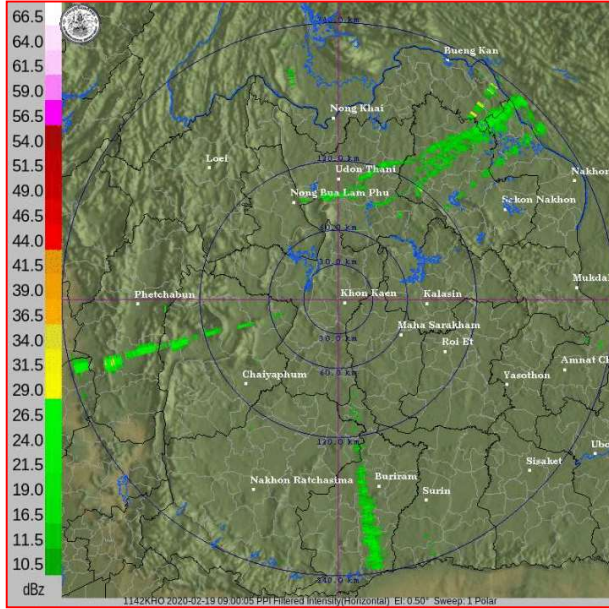 66.5
64.0
61.5
59.0
56.5
54.0
51.5
49.0
46.5
44.0
41.5
39.0
36.5
34.0
31.5
29.0
26.5
24.0
21.5
19.0
16.5
14.0
10.5
dBz
Bueng Kan
Nong Khai
Loei
Udon Thani
Nakhon
Nong Bua Lam Phu
Sakon Nakhon
Mukdah
Phetchabun
Khon Kaen
Kalasin
Maha Sarakham
Roi Et
Amnat Ch
Chaiyaphum
Yasothon
120.0 km
Ubo
Sisaket
Nakhon Ratchasima
Buriram
Surin
240.0 km
1142KHO 2020-02-19 09:00:05 PPI Filtered Intensity(Horizontal) El: 0.50° Sweep: 1 Polar